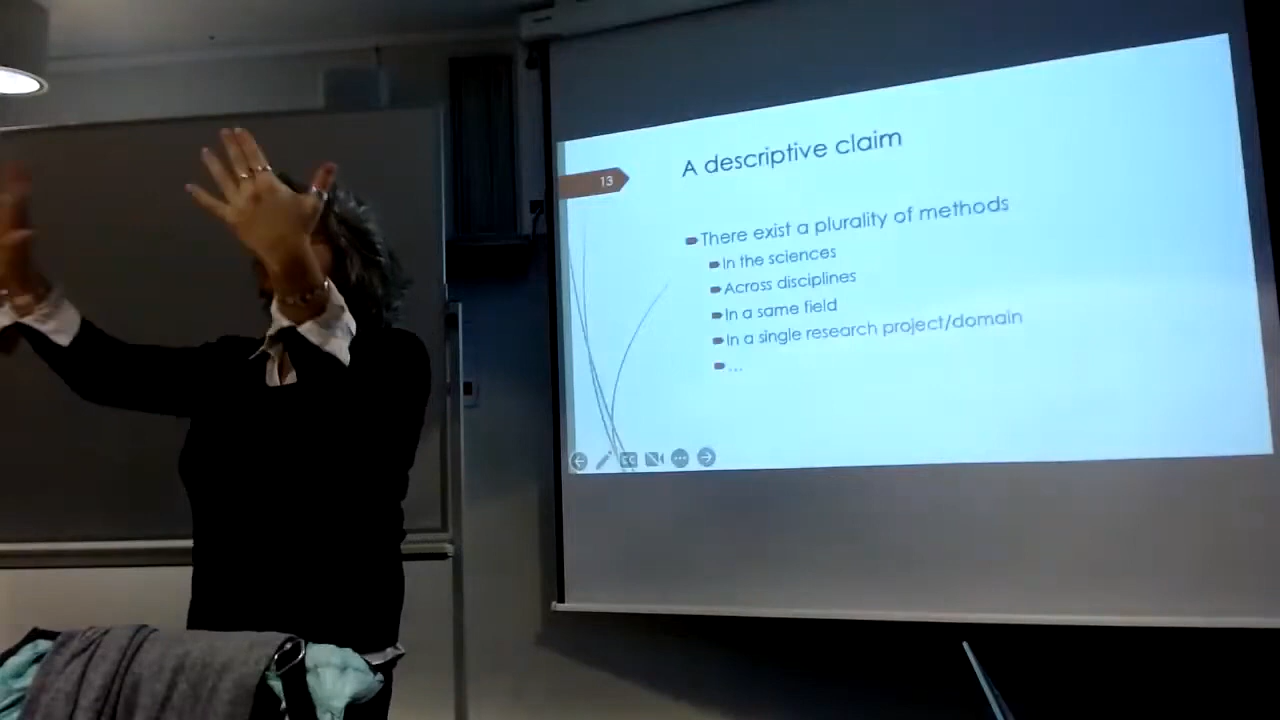 A descriptive claim
13
There exist a plurality of methods
In the sciences
Across disciplines
In a same field
In a single research project/domain
...
CC